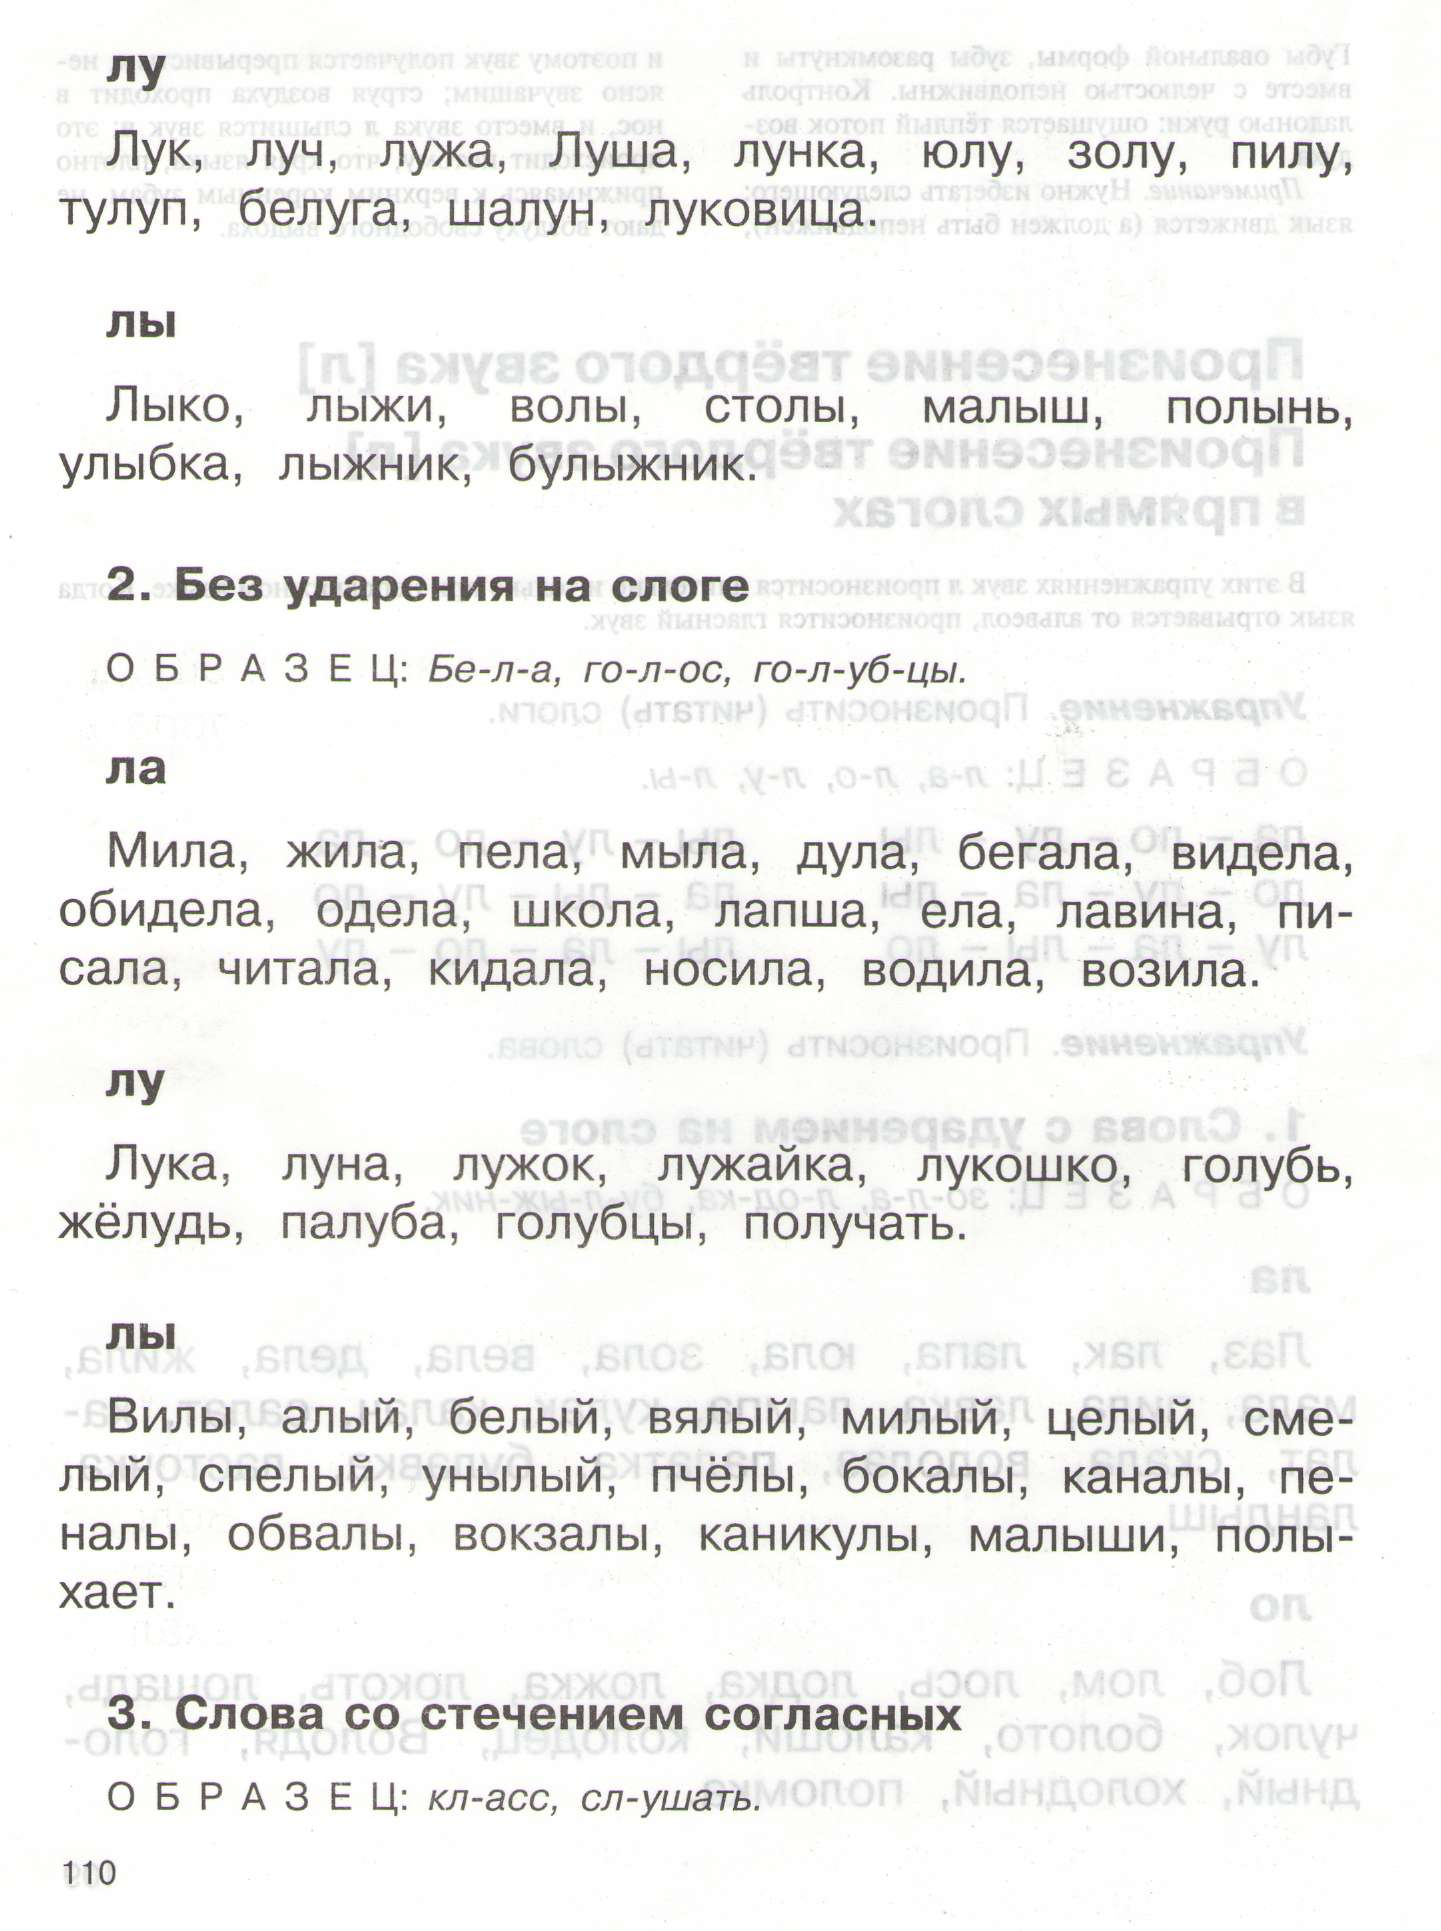 лу
Лук, луч, лужа, Луша, лунка, юлу, золу, пилу,
тулуп, белуга, шалун, луковица.
лы
Лыко, лыжи, волы, столы, малыш, полынь,
улыбка, лыжник, булыжник.
2. Без ударения на слоге
О Б Р А З Е Ц: Бе-л-а, го-л-ос, го-л-уб-цы.
ла
Мила, жила, пела, мыла, дула, бегала, видела,
обидела, одела, школа, лапша, ела, лавина, пи-
сала, читала, кидала, носила, водила, возила.
лу
Лука, луна, лужок, лужайка, лукошко, голубь,
жёлудь, палуба, голубцы, получать.
лы
Вилы, алый, белый, вялый, милый, целый, сме-
лый, спелый, унылый, пчёлы, бокалы, каналы, пе-
налы, обвалы, вокзалы, каникулы, малыши, полы-
хает.
3. Слова со стечением согласных
О Б Р А З Е Ц: кл-асс, сл-ушать.
110